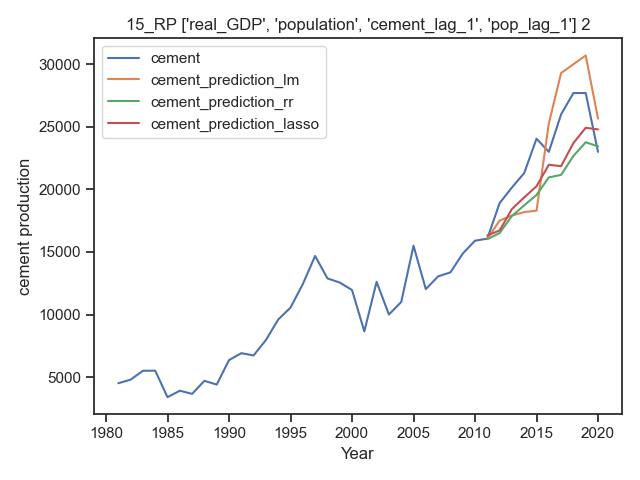 15_RP ['real_GDP', 'population', 'cement_lag_1', 'pop_lag_1'] 2
cement
cement_prediction_lm
cement_prediction_rr
cement_prediction_lasso
30000
25000
20000
15000
10000
5000
cement production
1980 1985 1990 1995 2000 2005 2010 2015 2020
Year